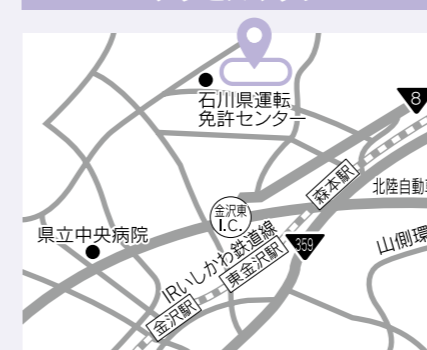 石川県運転
免許センター
8
森本駅
北陸自動
金沢東
I.C.
県立中央病院
IRいしかわ鉄道線
359
東金沢駅
山側環
金沢駅